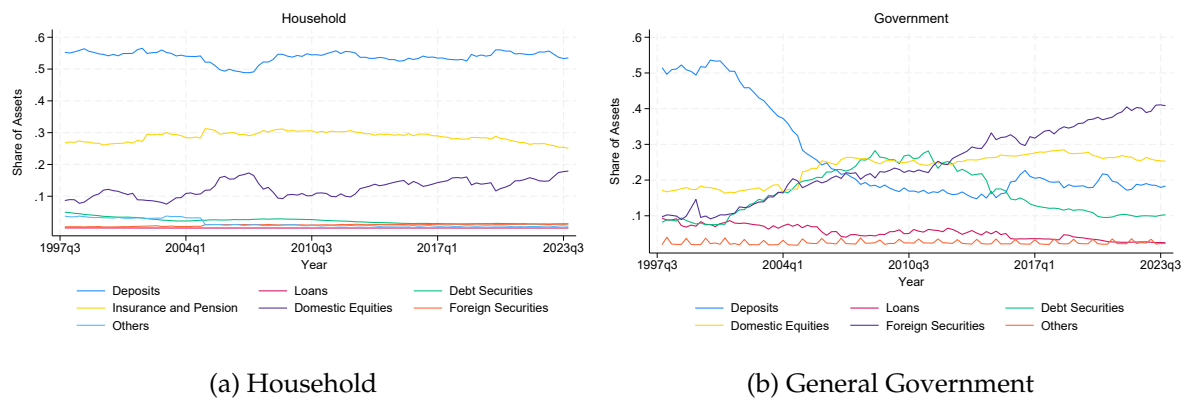 Household
Share of Assets
.6
.5
.4
.3
.2
.1
1997q3 2004q1 2010q3 2017q1 2023q3
Year
Deposits Loans Debt Securities
Insurance and Pension Domestic Equities Foreign Securities
Others
(a) Household
Government
Share of Assets
.6
.5
.4
.3
.2
.1
1997q3 2004q1 2010q3 2017q1 2023q3
Year
Deposits Loans Debt Securities
Domestic Equities Foreign Securities Others
(b) General Government